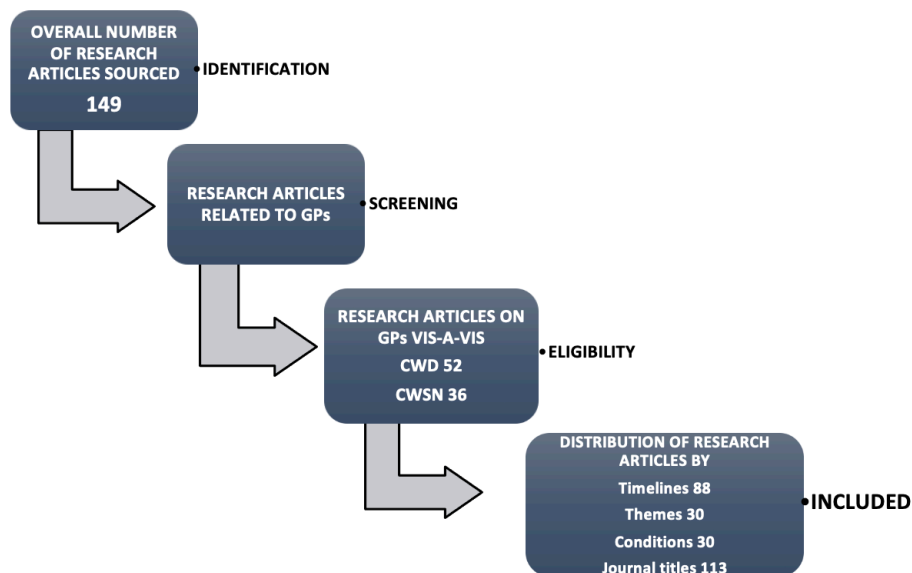 OVERALL NUMBER
OF RESEARCH
ARTICLES SOURCED
149
• IDENTIFICATION
RESEARCH ARTICLES
RELATED TO GPs
• SCREENING
RESEARCH ARTICLES ON
GPs VIS-A-VIS
CWD 52
CWSN 36
• ELIGIBILITY
DISTRIBUTION OF RESEARCH
ARTICLES BY
Timelines 88
Themes 30
Conditions 30
Journal titles 113
• INCLUDED